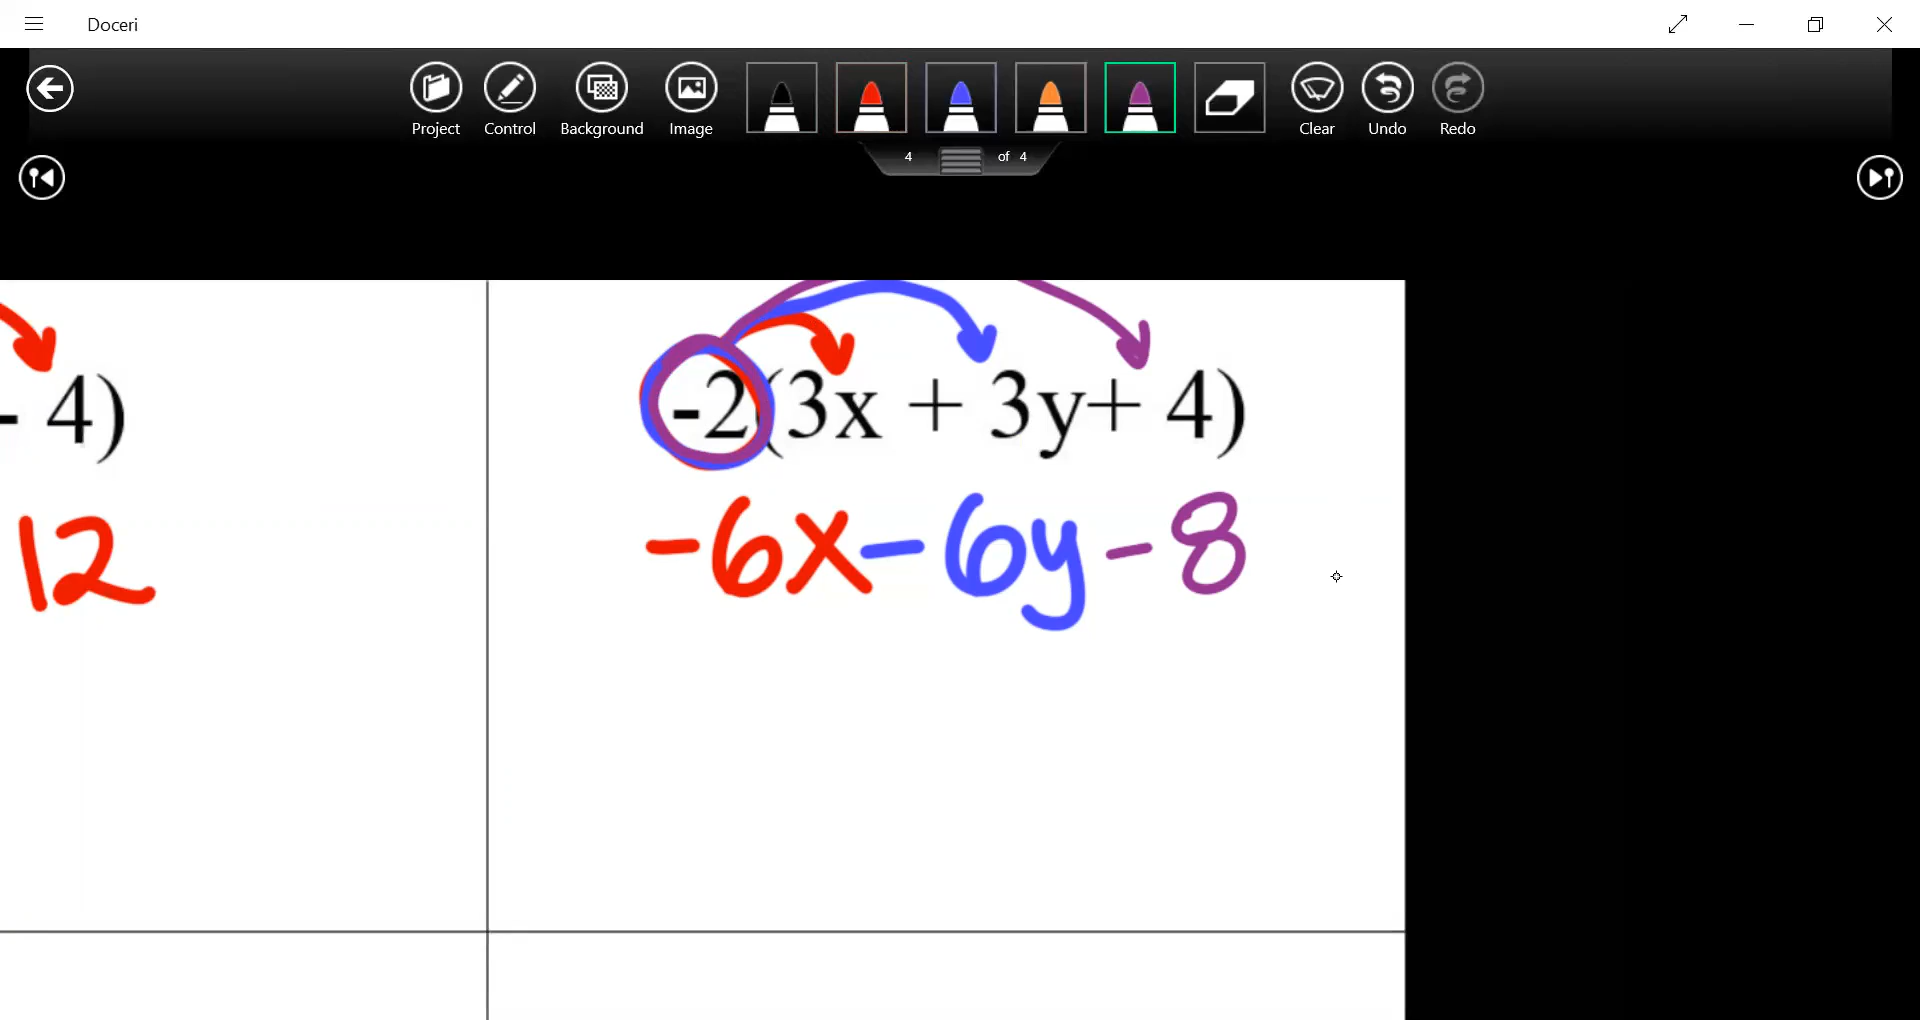 Doceri
Project Control Background Image Clear Undo Redo
4 of 4
- 4)
12
-2(3x + 3y+ 4)
-6x-6y-8